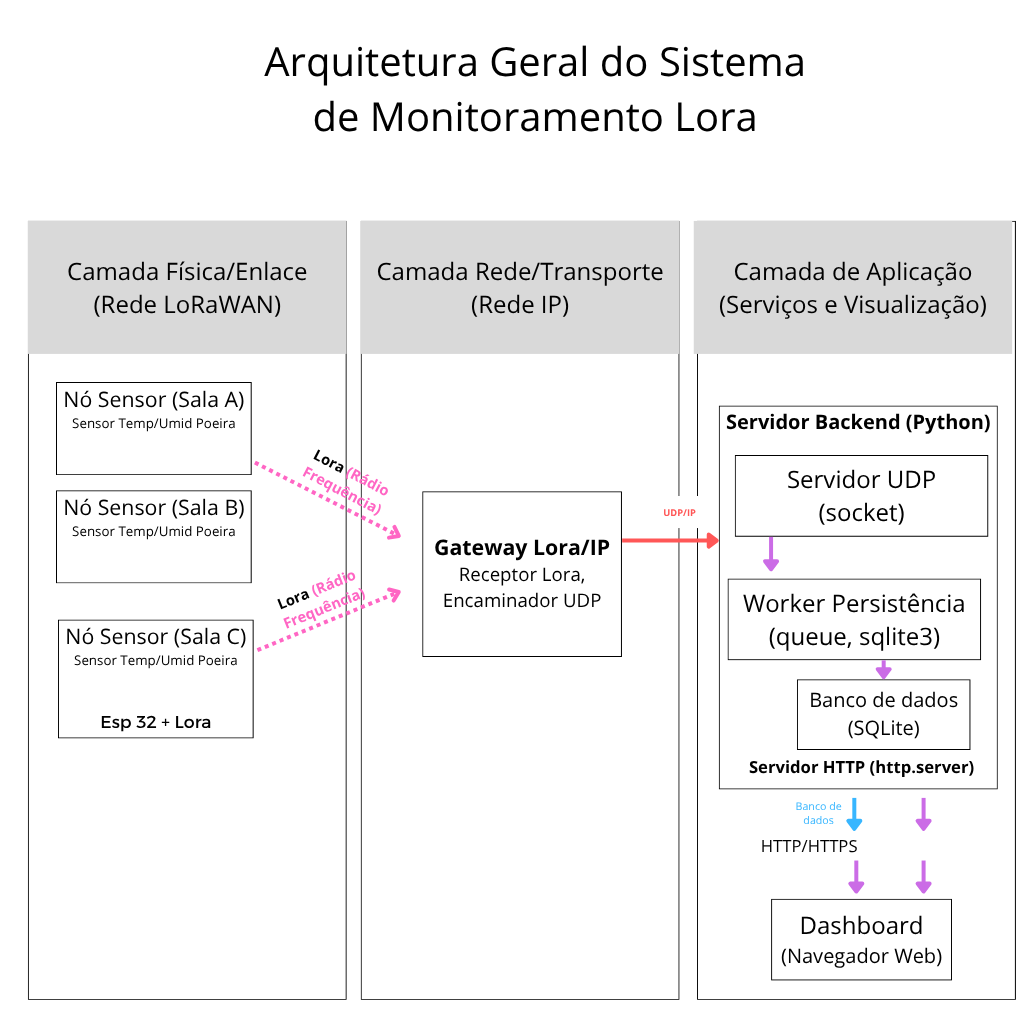 Arquitetura Geral do Sistema
de Monitoramento Lora
Camada Física/Enlace
(Rede LoRaWAN)
Camada Rede/Transporte
(Rede IP)
Camada de Aplicação
(Serviços e Visualização)
Nó Sensor (Sala A)
Sensor Temp/Umid Poeira
Nó Sensor (Sala B)
Sensor Temp/Umid Poeira
Nó Sensor (Sala C)
Sensor Temp/Umid Poeira
Esp 32 + Lora
Lora (Rádio
Frequência)
Lora (Rádio
Frequência)
Gateway Lora/IP
Receptor Lora,
Encaminador UDP
UDP/IP
Servidor Backend (Python)
Servidor UDP
(socket)
Worker Persistência
(queue, sqlite3)
Banco de dados
(SQLite)
Servidor HTTP (http.server)
Banco de
dados
HTTP/HTTPS
Dashboard
(Navegador Web)